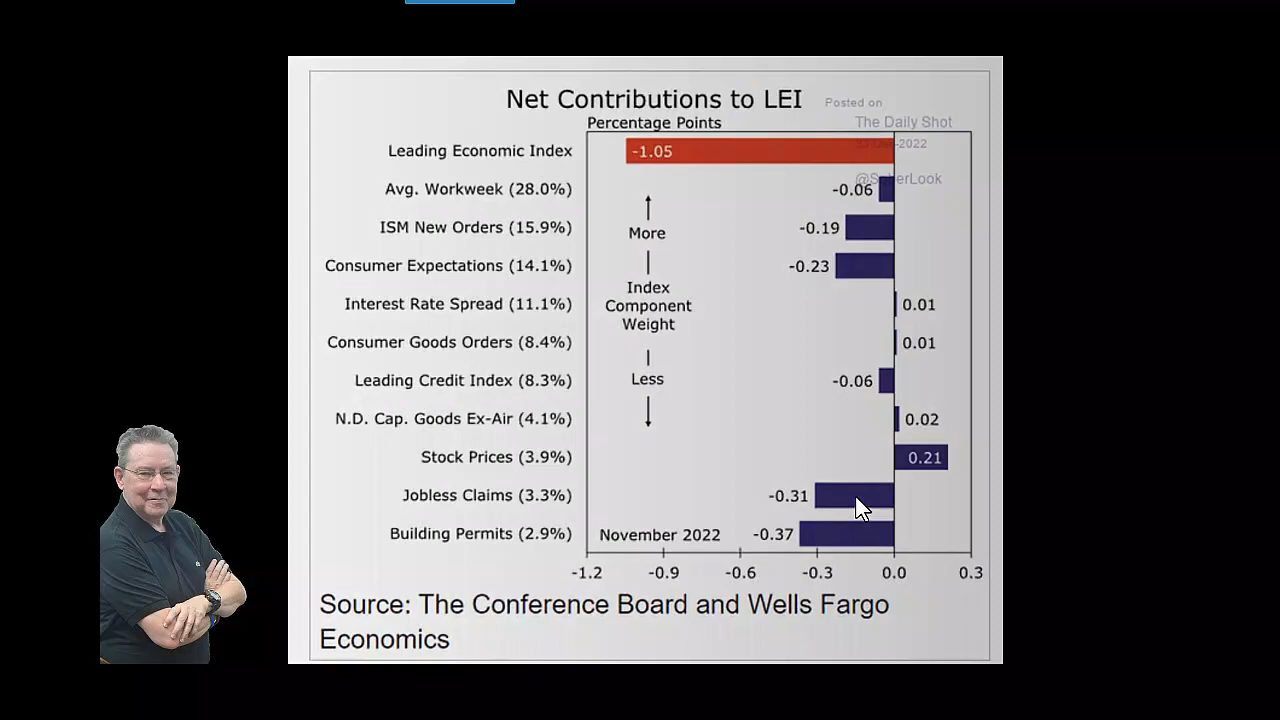 Net Contributions to LEI
Posted on
Percentage Points
The Daily Shot
-2022
Leading Economic Index
-1.05
@SoberLook
Avg. Workweek (28.0%)
-0.06
ISM New Orders (15.9%)
-0.19
More
Consumer Expectations (14.1%)
-0.23
Index
Component
Weight
Interest Rate Spread (11.1%)
0.01
Consumer Goods Orders (8.4%)
0.01
Leading Credit Index (8.3%)
-0.06
Less
N.D. Cap. Goods Ex-Air (4.1%)
0.02
Stock Prices (3.9%)
0.21
Jobless Claims (3.3%)
-0.31
Building Permits (2.9%)
November 2022
-0.37
-1.2 -0.9 -0.6 -0.3 0.0 0.3
Source: The Conference Board and Wells Fargo
Economics